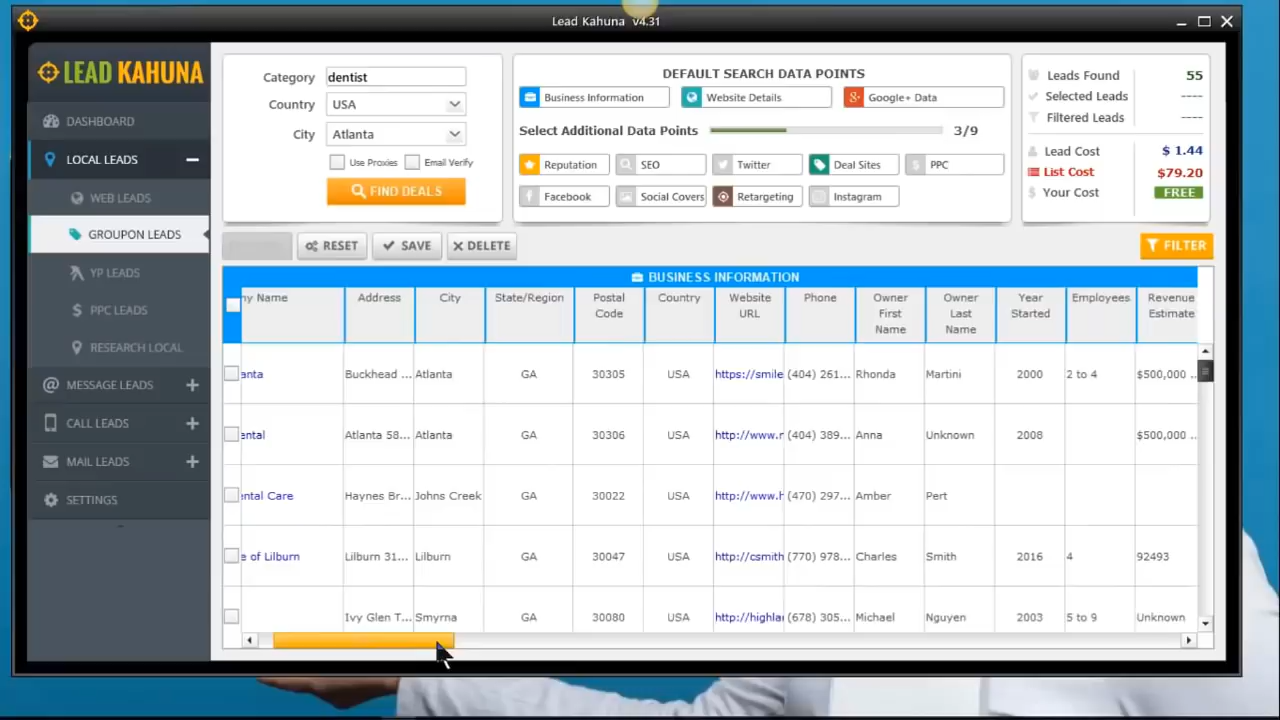 Lead Kahuna v4.31
LEAD KAHUNA
DASHBOARD
LOCAL LEADS
WEB LEADS
GROUPON LEADS
YP LEADS
PPC LEADS
RESEARCH LOCAL
MESSAGE LEADS
CALL LEADS
MAIL LEADS
SETTINGS
Category dentist
Country USA
City Atlanta
Use Proxies Email Verify
FIND DEALS
DEFAULT SEARCH DATA POINTS
Business Information Website Details Google+ Data
Select Additional Data Points 3/9
Reputation SEO Twitter Deal Sites PPC
Facebook Social Covers Retargeting Instagram
Leads Found 55
Selected Leads ----
Filtered Leads ----
Lead Cost $ 1.44
List Cost $79.20
Your Cost FREE
RESET SAVE DELETE FILTER
BUSINESS INFORMATION
ny Name Address City State/Region Postal Code Country Website URL Phone Owner First Name Owner Last Name Year Started Employees Revenue Estimate
anta Buckhead ... Atlanta GA 30305 USA https://smile (404) 261... Rhonda Martini 2000 2 to 4 $500,000 ..
ental Atlanta 58... Atlanta GA 30306 USA http://www.r (404) 389... Anna Unknown 2008 $500,000 ..
ental Care Haynes Br... Johns Creek GA 30022 USA http://www.h (470) 297... Amber Pert
e of Lilburn Lilburn 31... Lilburn GA 30047 USA http://csmith (770) 978... Charles Smith 2016 4 92493
Ivy Glen T... Smyrna GA 30080 USA http://highla (678) 305... Michael Nguyen 2003 5 to 9 Unknown